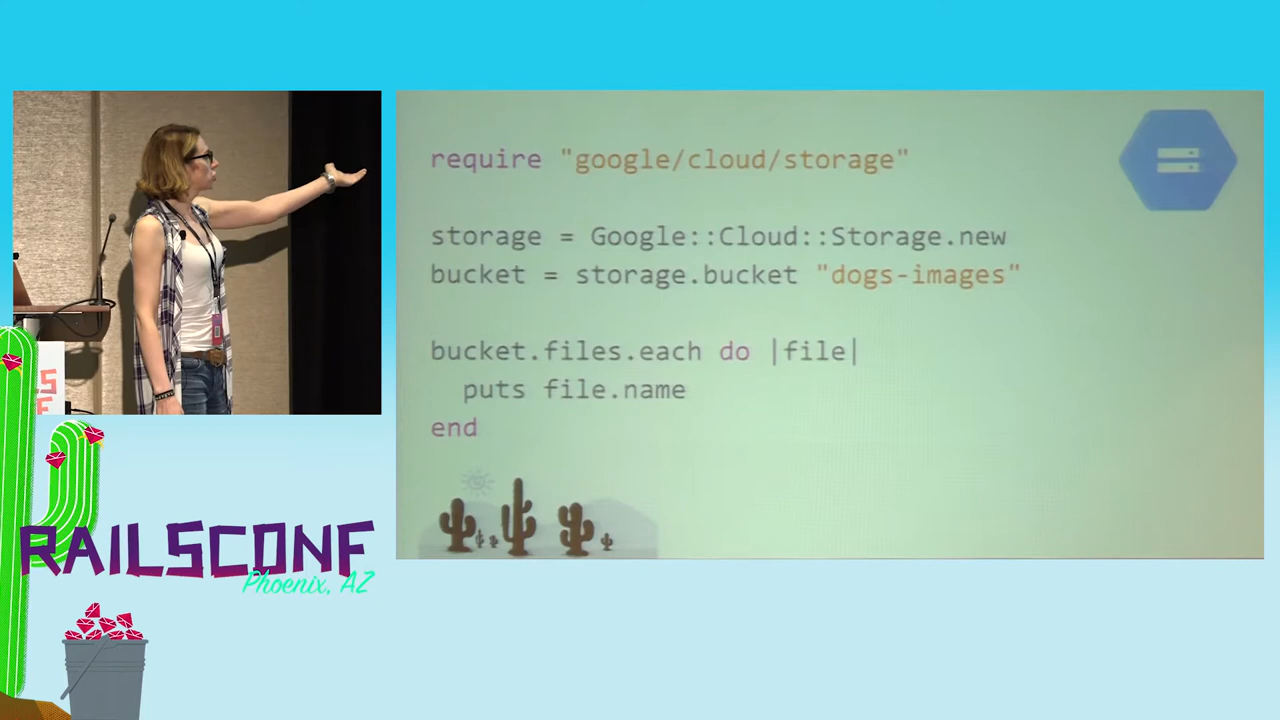 require "google/cloud/storage"
storage = Google::Cloud::Storage.new
bucket = storage.bucket "dogs-images"
bucket.files.each do |file|
  puts file.name
end
RAILSCONF
Phoenix, AZ